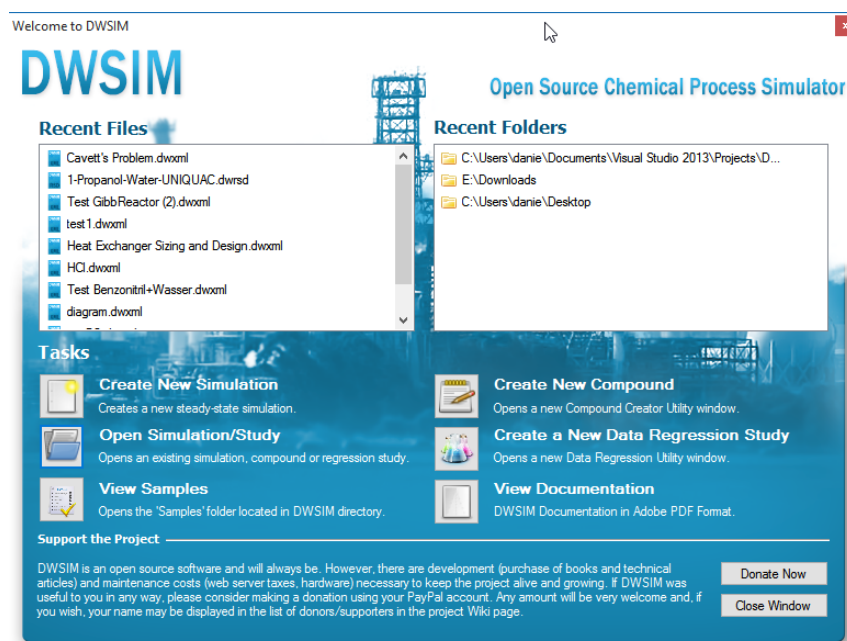 Welcome to DWSIM
DWSIM
Open Source Chemical Process Simulator
Recent Files
Cavett's Problem.dwxml
1-Propanol-Water-UNIQUAC.dwrsd
Test GibbReactor (2).dwxml
test1.dwxml
Heat Exchanger Sizing and Design.dwxml
HCl.dwxml
Test Benzonitril+Wasser.dwxml
diagram.dwxml
Recent Folders
C:\Users\danie\Documents\Visual Studio 2013\Projects\D...
E:\Downloads
C:\Users\danie\Desktop
Tasks
Create New Simulation
Creates a new steady-state simulation.
Open Simulation/Study
Opens an existing simulation, compound or regression study.
View Samples
Opens the 'Samples' folder located in DWSIM directory.
Create New Compound
Opens a new Compound Creator Utility window.
Create a New Data Regression Study
Opens a new Data Regression Utility window.
View Documentation
DWSIM Documentation in Adobe PDF Format.
Support the Project
DWSIM is an open source software and will always be. However, there are development (purchase of books and technical
articles) and maintenance costs (web server taxes, hardware) necessary to keep the project alive and growing. If DWSIM was
useful to you in any way, please consider making a donation using your PayPal account. Any amount will be very welcome and, if
you wish, your name may be displayed in the list of donors/supporters in the project Wiki page.
Donate Now
Close Window